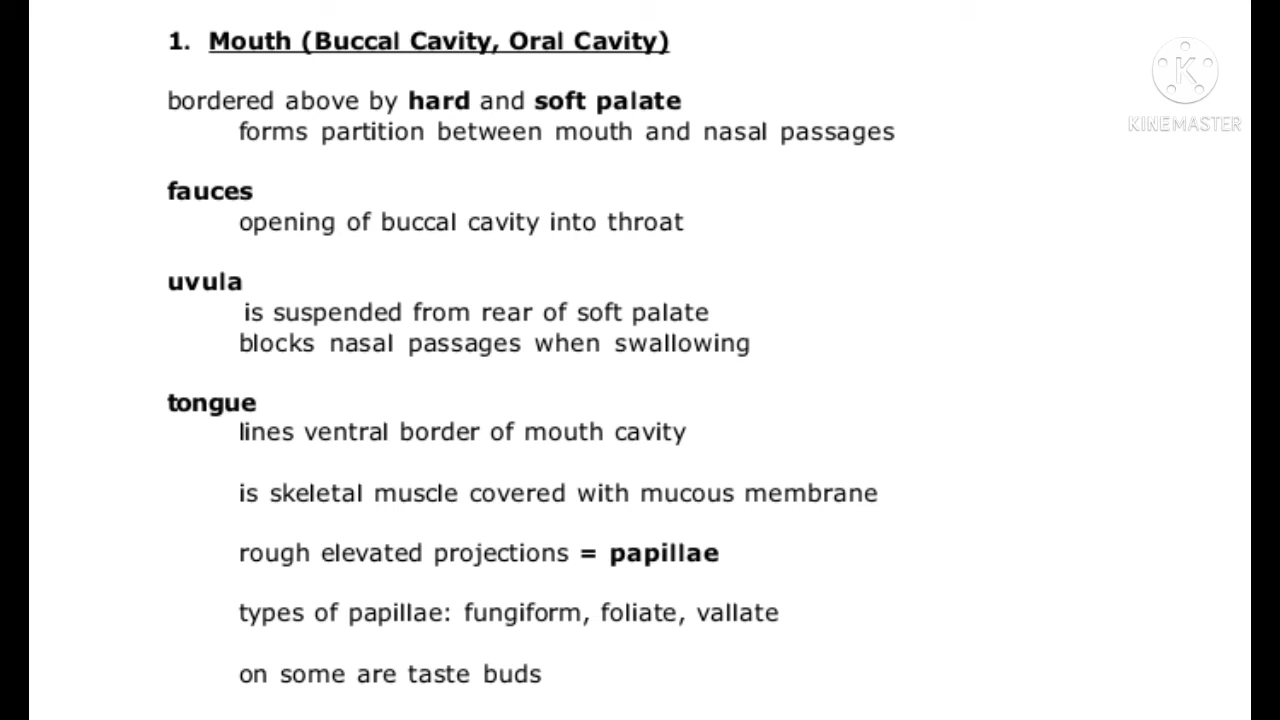 1. Mouth (Buccal Cavity, Oral Cavity)
bordered above by hard and soft palate
forms partition between mouth and nasal passages
fauces
opening of buccal cavity into throat
uvula
is suspended from rear of soft palate
blocks nasal passages when swallowing
tongue
lines ventral border of mouth cavity
is skeletal muscle covered with mucous membrane
rough elevated projections = papillae
types of papillae: fungiform, foliate, vallate
on some are taste buds
K
KINEMASTER